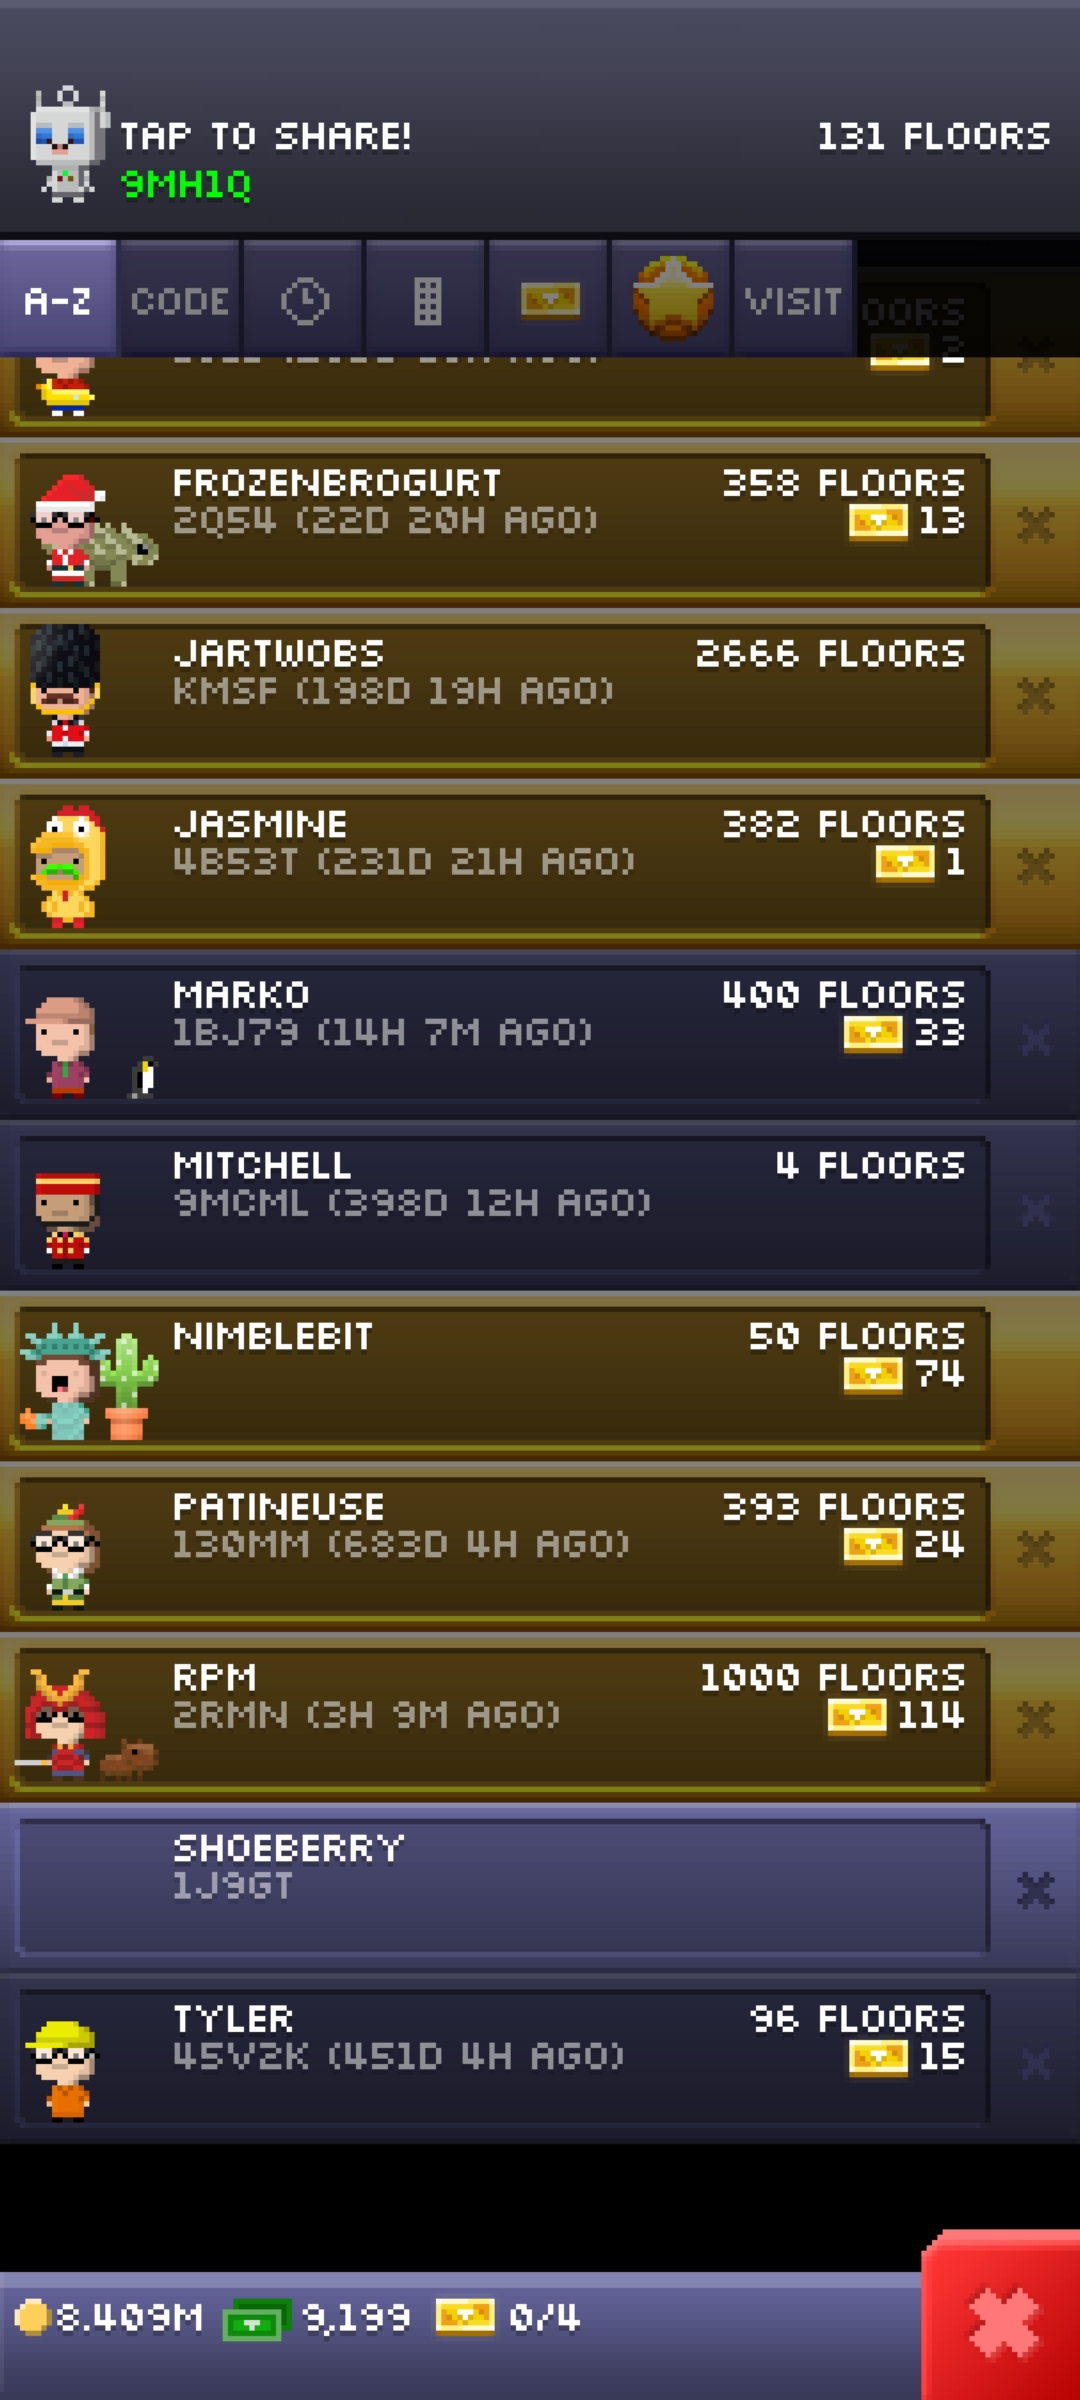 TAP TO SHARE!
131 FLOORS
9MH1Q
A-Z CODE VISIT
2
FROZENBROGURT 358 FLOORS
2Q54 (22D 20H AGO) 13
JARTWOBS 2666 FLOORS
KMSF (198D 19H AGO)
JASMINE 382 FLOORS
4B53T (231D 21H AGO) 1
MARKO 400 FLOORS
1BJ79 (14H 7M AGO) 33
MITCHELL 4 FLOORS
9MCML (398D 12H AGO)
NIMBLEBIT 50 FLOORS
74
PATINEUSE 393 FLOORS
130MM (683D 4H AGO) 24
RPM 1000 FLOORS
2RMN (3H 9M AGO) 114
SHOEBERRY
1J9GT
TYLER 96 FLOORS
45V2K (451D 4H AGO) 15
8.409M 9,199 0/4